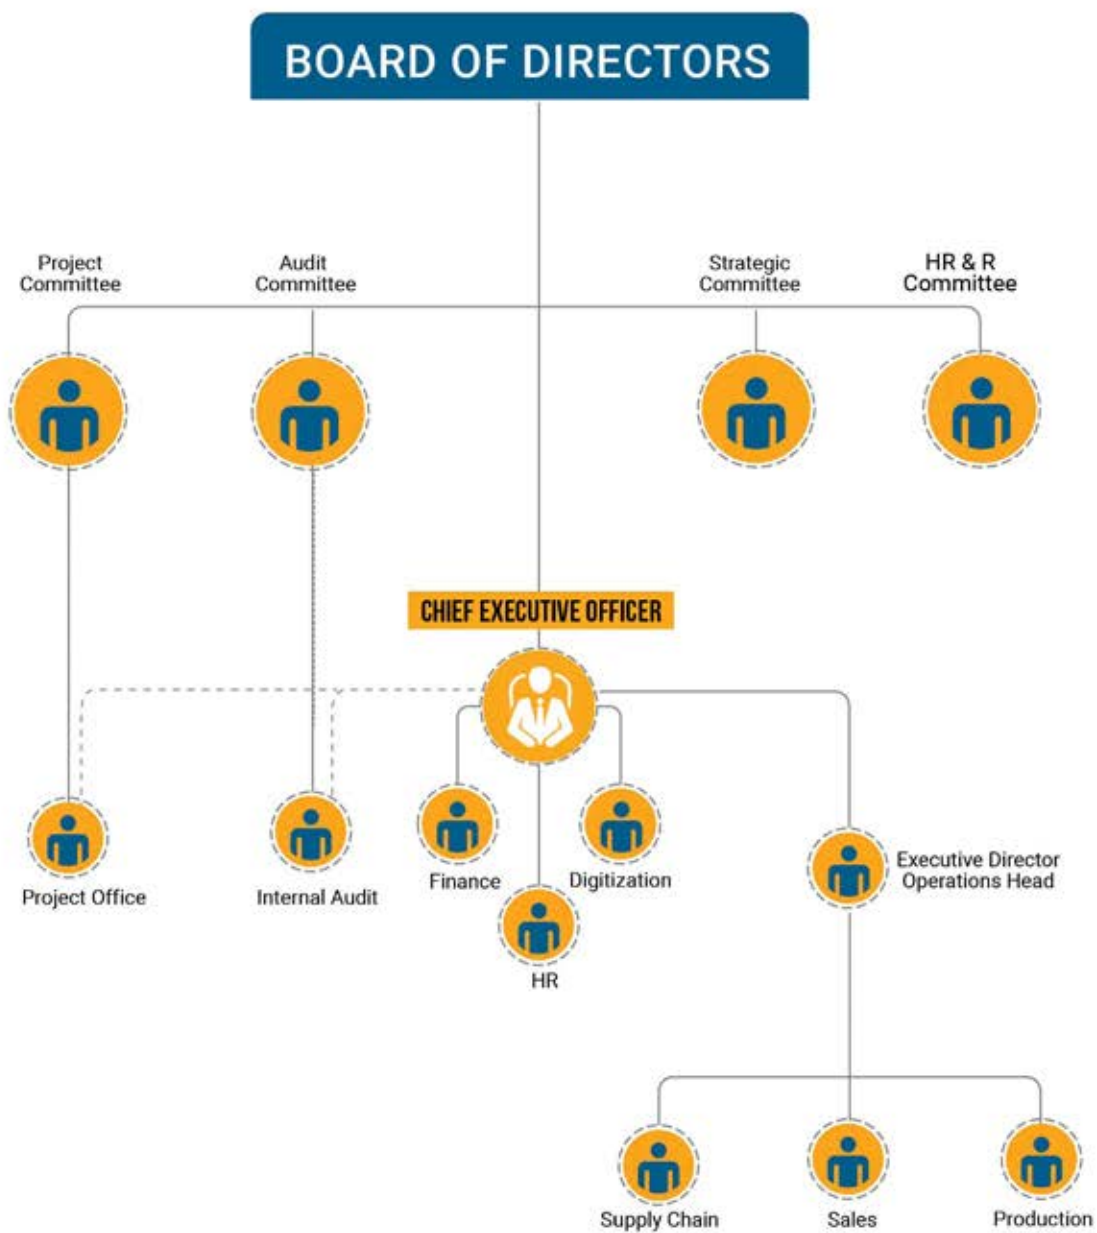 BOARD OF DIRECTORS
Project
Committee
Audit
Committee
Strategic
Committee
HR & R
Committee
CHIEF EXECUTIVE OFFICER
Project Office
Internal Audit
Finance
Digitization
HR
Executive Director
Operations Head
Supply Chain
Sales
Production